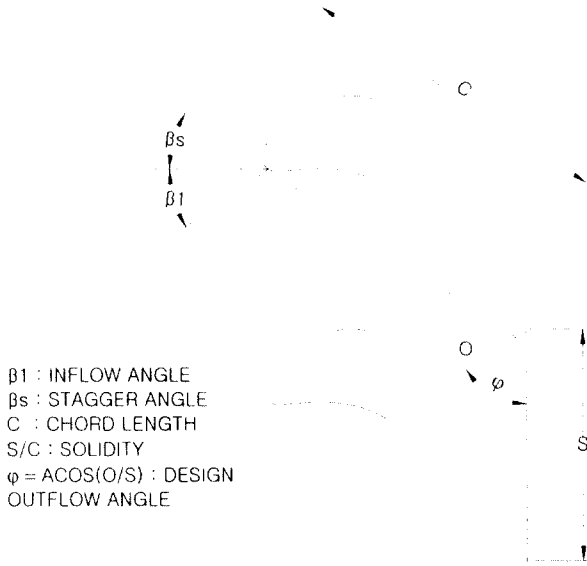 C
βs
β1
O
φ
S
β1 : INFLOW ANGLE
βs : STAGGER ANGLE
C : CHORD LENGTH
S/C : SOLIDITY
φ = ACOS(O/S) : DESIGN
OUTFLOW ANGLE